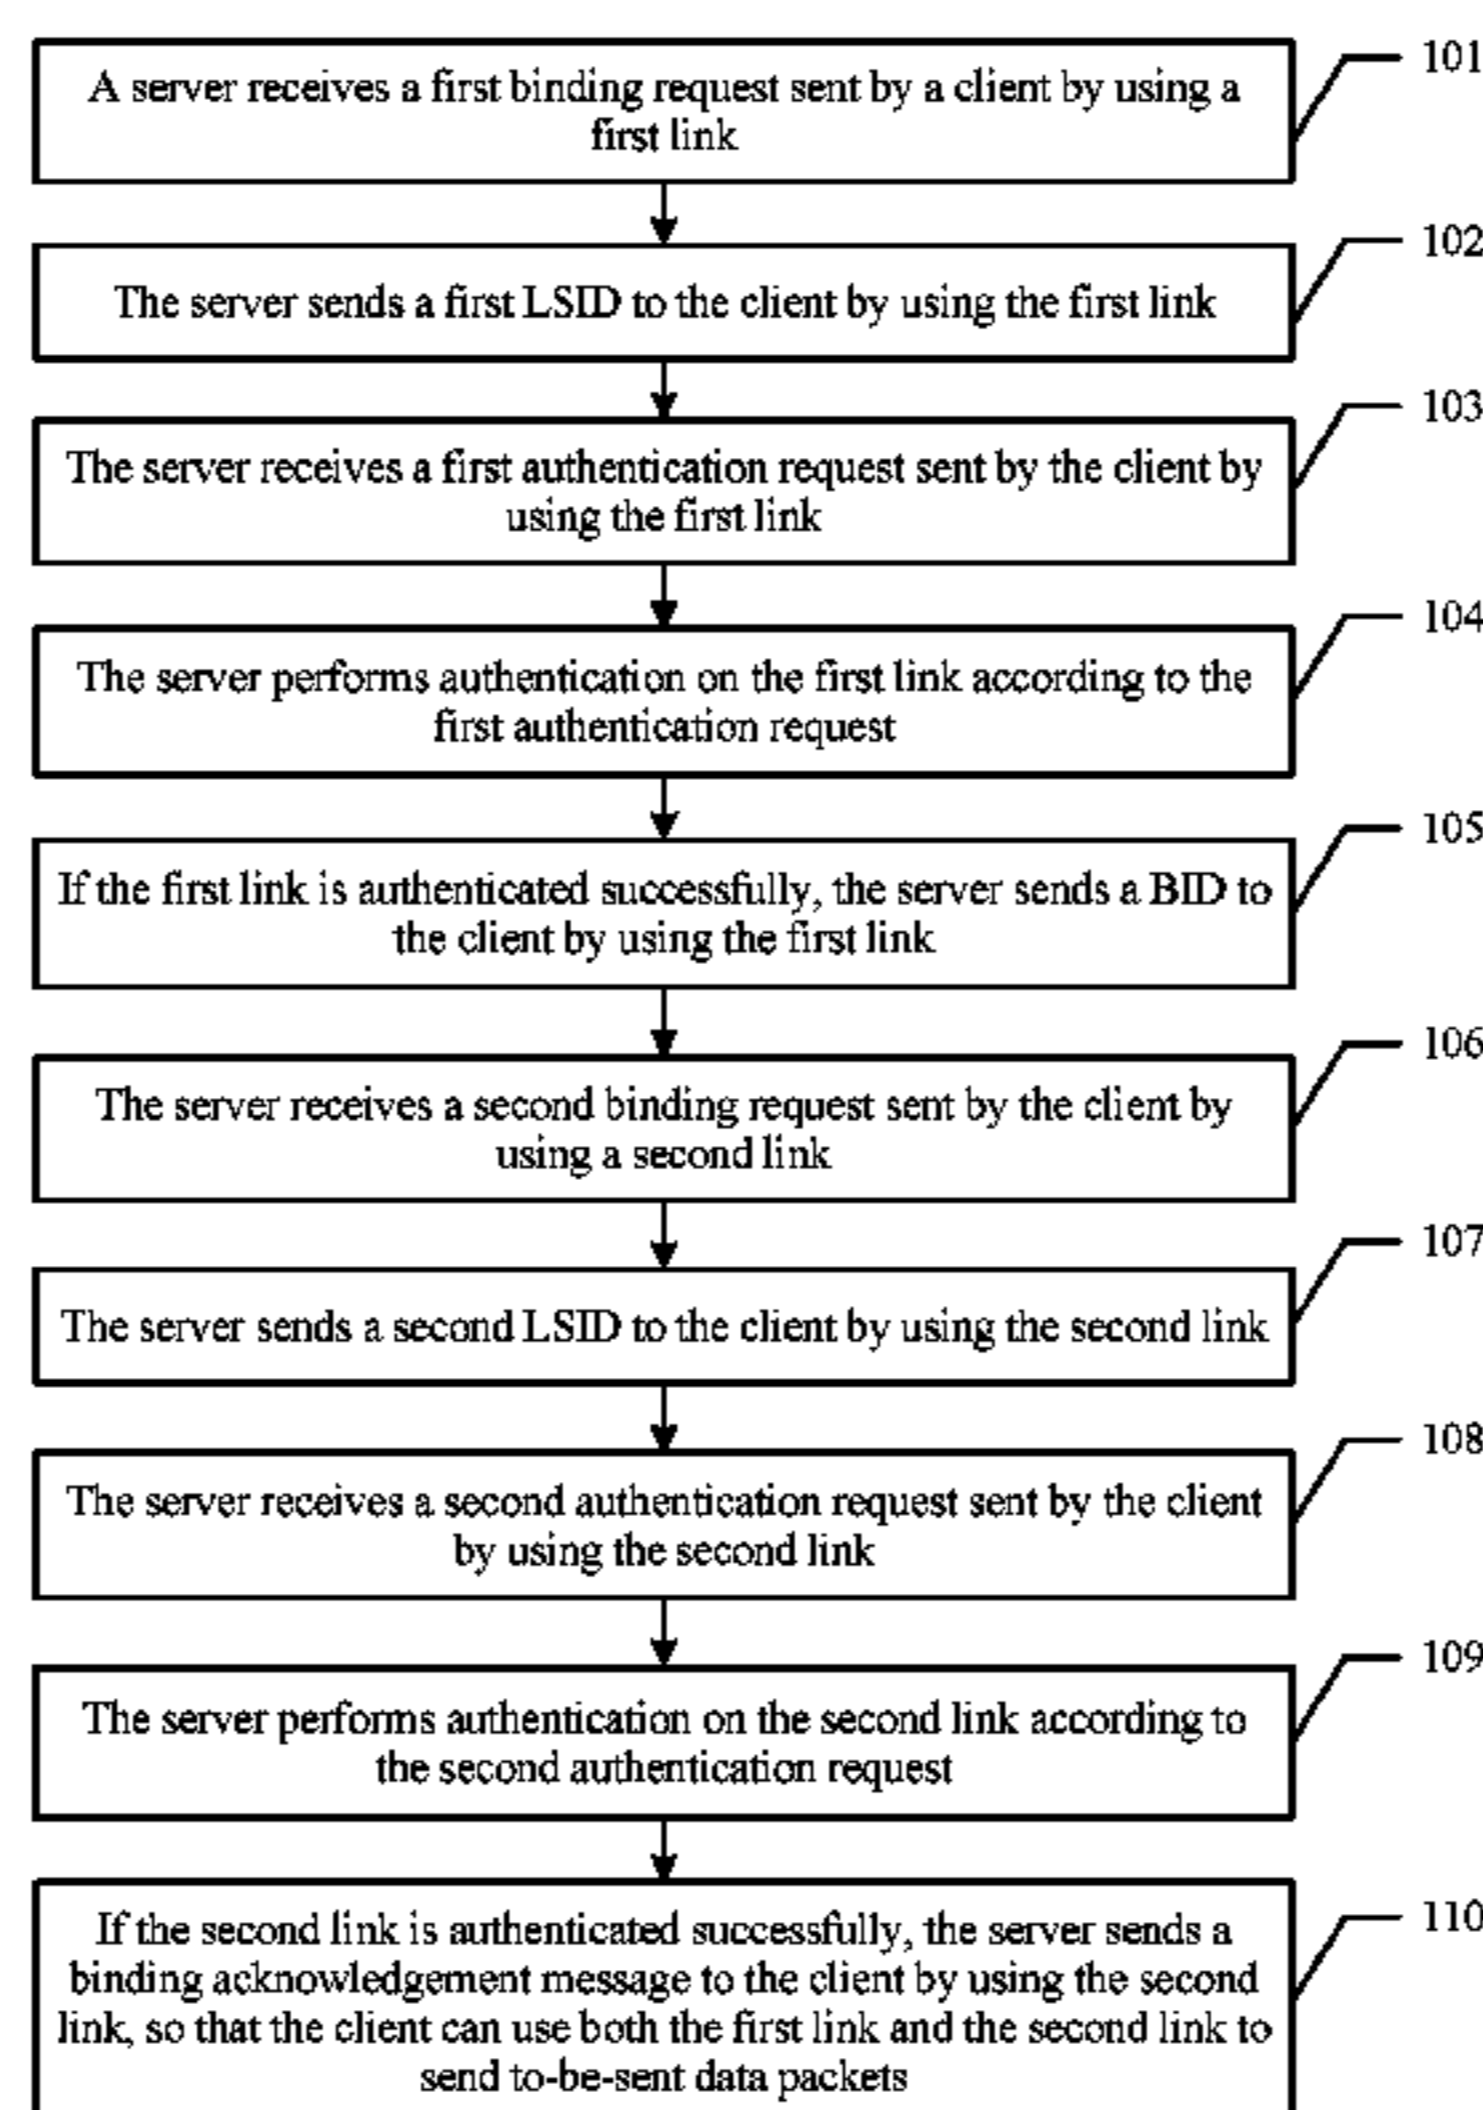 A server receives a first binding request sent by a client by using a
first link
101
The server sends a first LSID to the client by using the first link
102
The server receives a first authentication request sent by the client by
using the first link
103
The server performs authentication on the first link according to the
first authentication request
104
If the first link is authenticated successfully, the server sends a BID to
the client by using the first link
105
The server receives a second binding request sent by the client by
using a second link
106
The server sends a second LSID to the client by using the second link
107
The server receives a second authentication request sent by the client
by using the second link
108
The server performs authentication on the second link according to
the second authentication request
109
If the second link is authenticated successfully, the server sends a
binding acknowledgement message to the client by using the second
link, so that the client can use both the first link and the second link to
send to-be-sent data packets
110